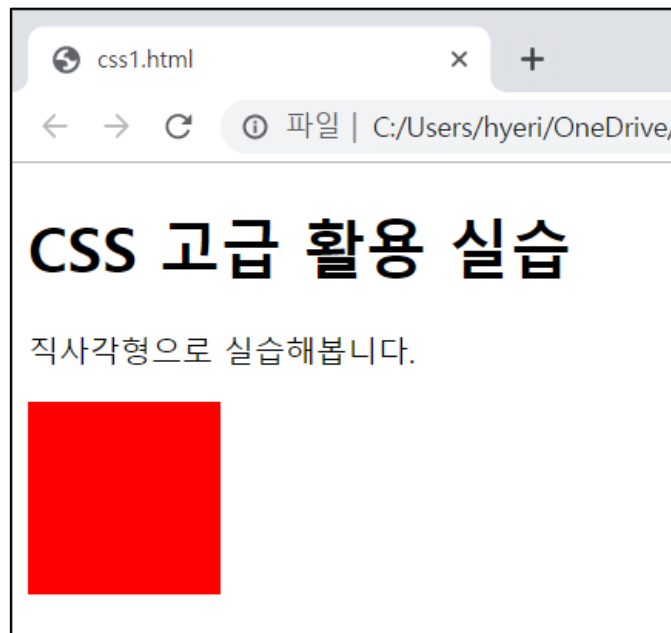 css1.html
파일 | C:/Users/hyeri/OneDrive/
CSS 고급 활용 실습
직사각형으로 실습해봅니다.